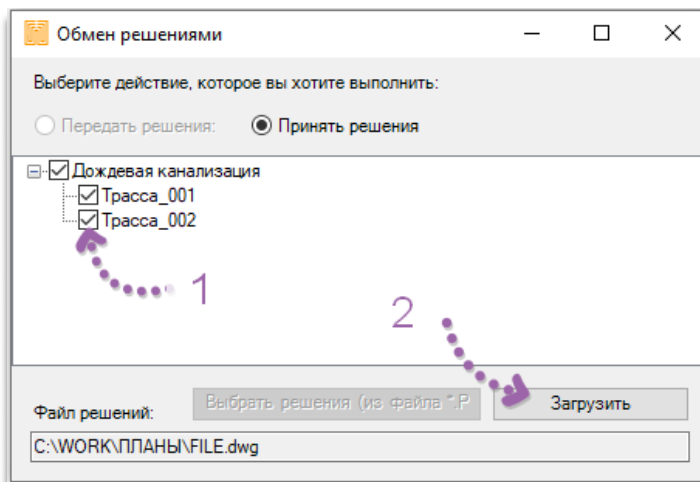 Обмен решениями
Выберите действие, которое вы хотите выполнить:
Передать решения:
Принять решения
Дождевая канализация
Трасса_001
Трасса_002
1
2
Файл решений:
Выбрать решения (из файла *.P
Загрузить
C:\WORK\ПЛАНЫ\FILE.dwg